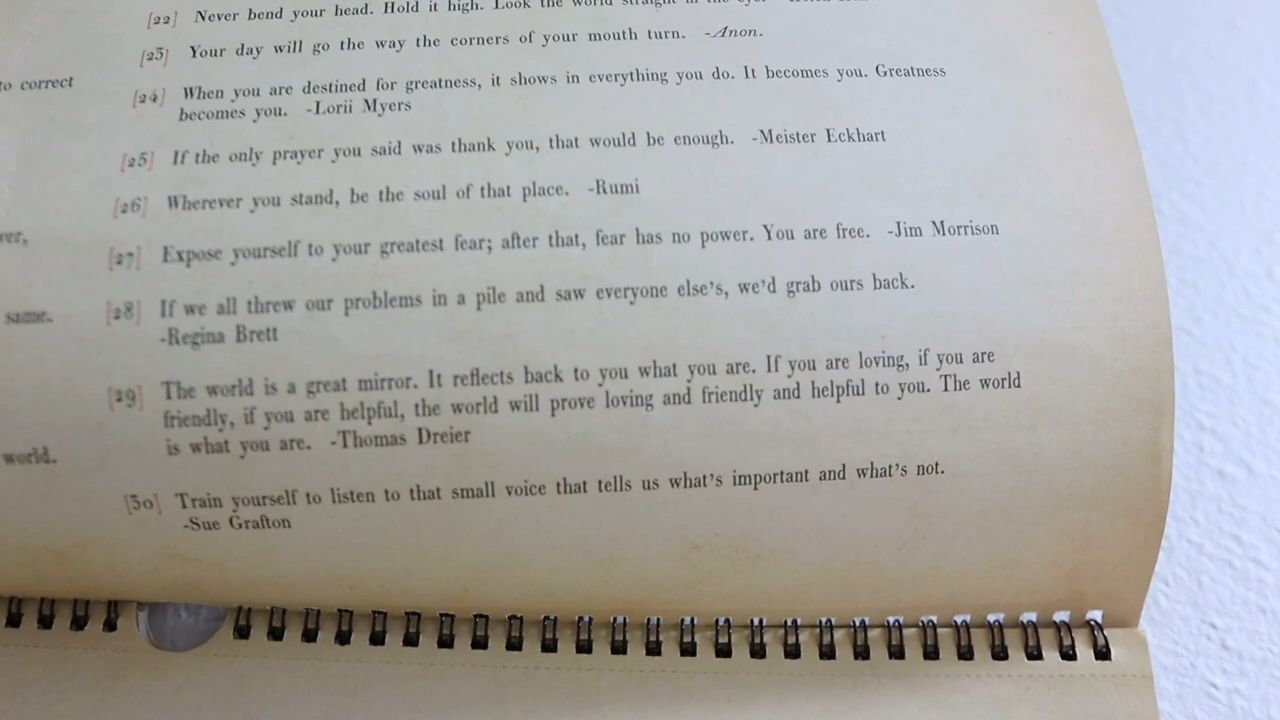 to correct
ver,
same.
world.
[22] Never bend your head. Hold it high. Look the world straight in the
[23] Your day will go the way the corners of your mouth turn. -Anon.
[24] When you are destined for greatness, it shows in everything you do. It becomes you. Greatness
becomes you. -Lorii Myers
[25] If the only prayer you said was thank you, that would be enough. -Meister Eckhart
[26] Wherever you stand, be the soul of that place. -Rumi
[27] Expose yourself to your greatest fear; after that, fear has no power. You are free. -Jim Morrison
[28] If we all threw our problems in a pile and saw everyone else's, we'd grab ours back.
-Regina Brett
[29] The world is a great mirror. It reflects back to you what you are. If you are loving, if you are
friendly, if you are helpful, the world will prove loving and friendly and helpful to you. The world
is what you are. -Thomas Dreier
[30] Train yourself to listen to that small voice that tells us what's important and what's not.
-Sue Grafton